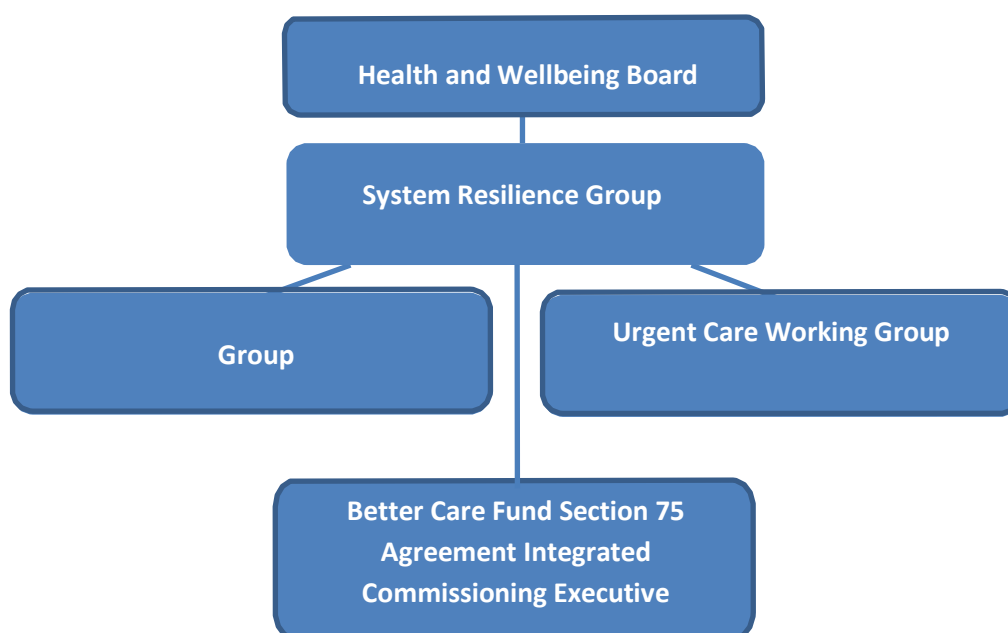 Health and Wellbeing Board
System Resilience Group
Group
Urgent Care Working Group
Better Care Fund Section 75
Agreement Integrated
Commissioning Executive